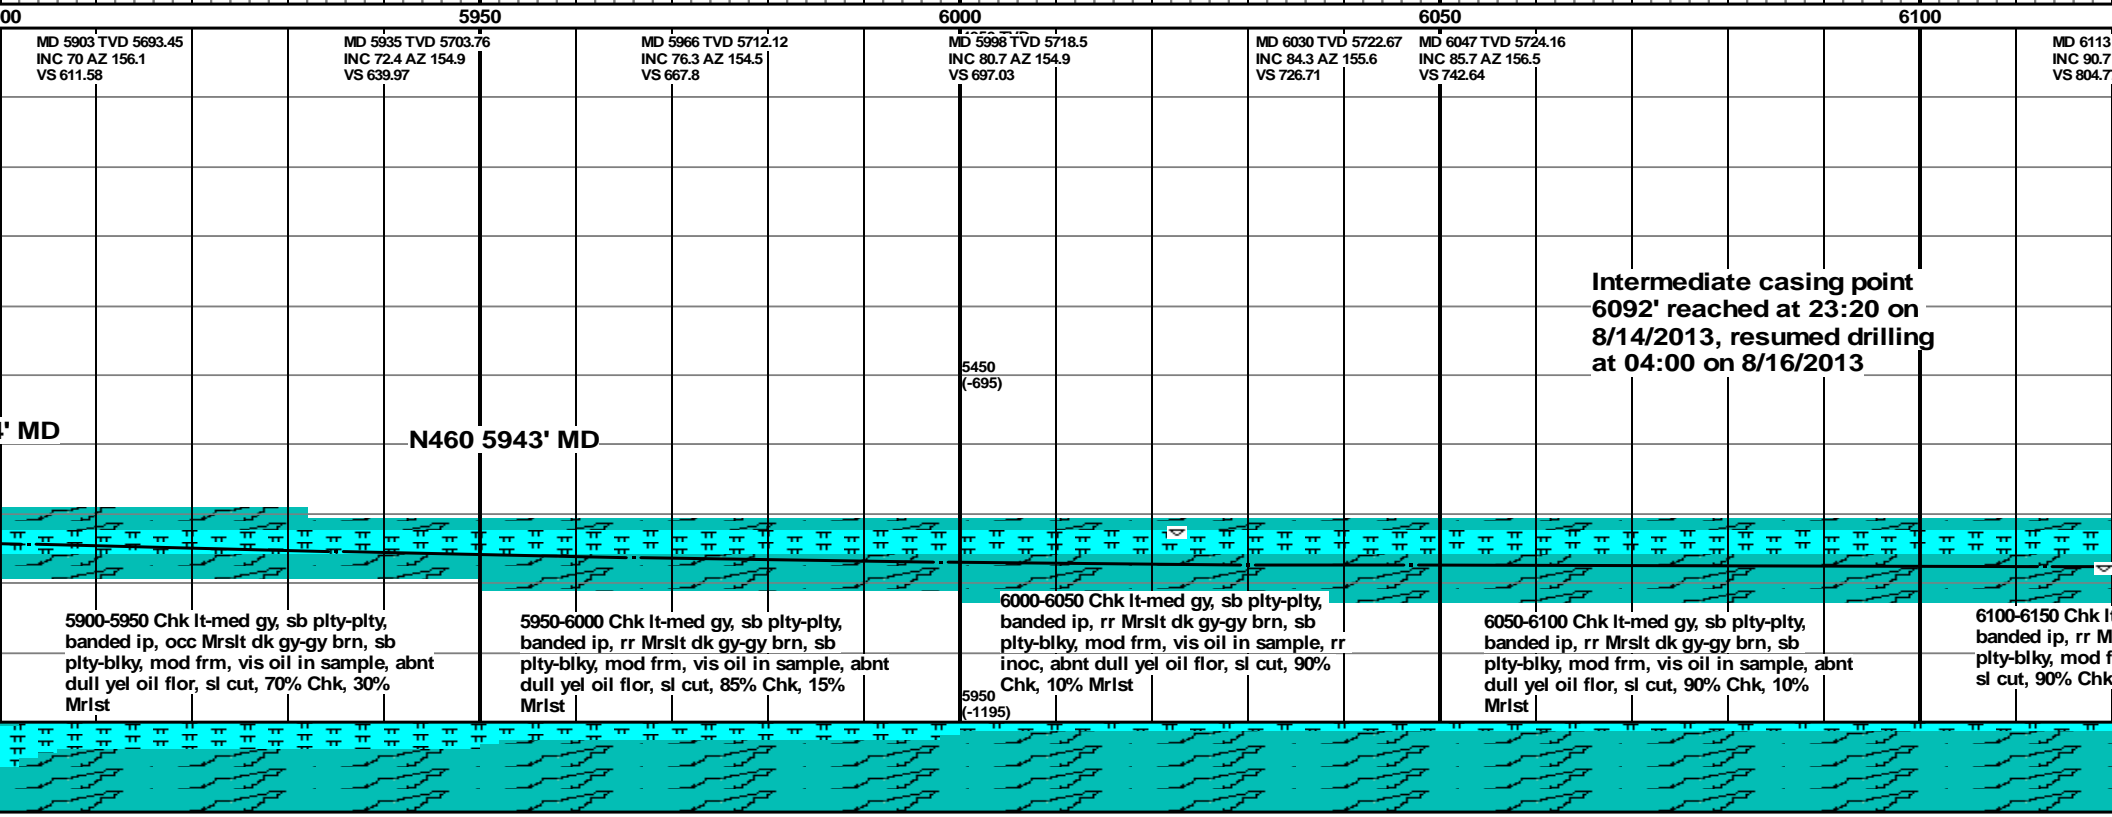 00 5950 6000 6050 6100
MD 5903 TVD 5693.45
INC 70 AZ 156.1
VS 611.58
MD 5935 TVD 5703.76
INC 72.4 AZ 154.9
VS 639.97
MD 5966 TVD 5712.12
INC 76.3 AZ 154.5
VS 667.8
MD 5998 TVD 5718.5
INC 80.7 AZ 154.9
VS 697.03
MD 6030 TVD 5722.67
INC 84.3 AZ 155.6
VS 726.71
MD 6047 TVD 5724.16
INC 85.7 AZ 156.5
VS 742.64
MD 6113
INC 90.7
VS 804.7
Intermediate casing point
6092' reached at 23:20 on
8/14/2013, resumed drilling
at 04:00 on 8/16/2013
5450
(-695)
' MD
N460 5943' MD
5900-5950 Chk lt-med gy, sb plty-plty,
banded ip, occ Mrslt dk gy-gy brn, sb
plty-blky, mod frm, vis oil in sample, abnt
dull yel oil flor, sl cut, 70% Chk, 30%
Mrlst
5950-6000 Chk lt-med gy, sb plty-plty,
banded ip, rr Mrslt dk gy-gy brn, sb
plty-blky, mod frm, vis oil in sample, abnt
dull yel oil flor, sl cut, 85% Chk, 15%
Mrlst
6000-6050 Chk lt-med gy, sb plty-plty,
banded ip, rr Mrslt dk gy-gy brn, sb
plty-blky, mod frm, vis oil in sample, rr
inoc, abnt dull yel oil flor, sl cut, 90%
Chk, 10% Mrlst
5950
(-1195)
6050-6100 Chk lt-med gy, sb plty-plty,
banded ip, rr Mrslt dk gy-gy brn, sb
plty-blky, mod frm, vis oil in sample, abnt
dull yel oil flor, sl cut, 90% Chk, 10%
Mrlst
6100-6150 Chk lt
banded ip, rr M
plty-blky, mod f
sl cut, 90% Chk